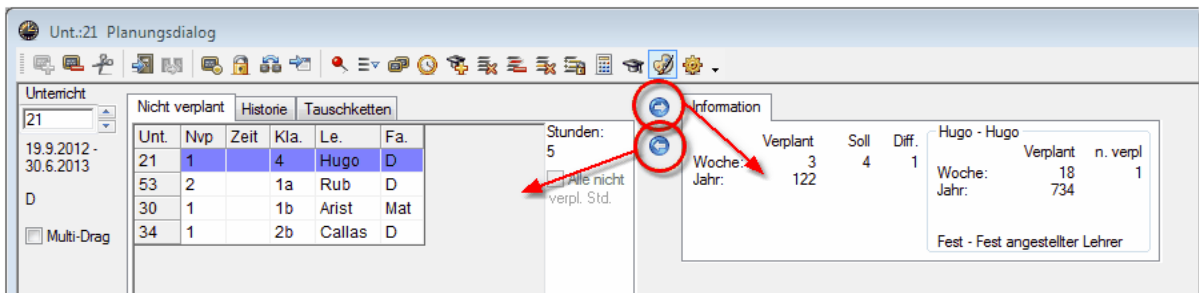 Unt.:21 Planungsdialog
Unterricht
21
19.9.2012 -
30.6.2013
D
Multi-Drag
Nicht verplant Historie Tauschketten
Unt. Nvp Zeit Kla. Le. Fa.
21 1 4 Hugo D
53 2 1a Rub D
30 1 1b Arist Mat
34 1 2b Callas D
Stunden:
5
Alle nicht
verpl. Std.
Information
Verplant Soll Diff.
Woche: 3 4 1
Jahr: 122
Hugo - Hugo
Verplant n. verpl
Woche: 18 1
Jahr: 734
Fest - Fest angestellter Lehrer